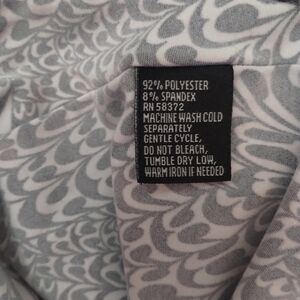 92% POLYESTER
8% SPANDEX
RN 58372
MACHINE WASH COLD
SEPARATELY
GENTLE CYCLE,
DO NOT BLEACH,
TUMBLE DRY LOW,
WARM IRON IF NEEDED